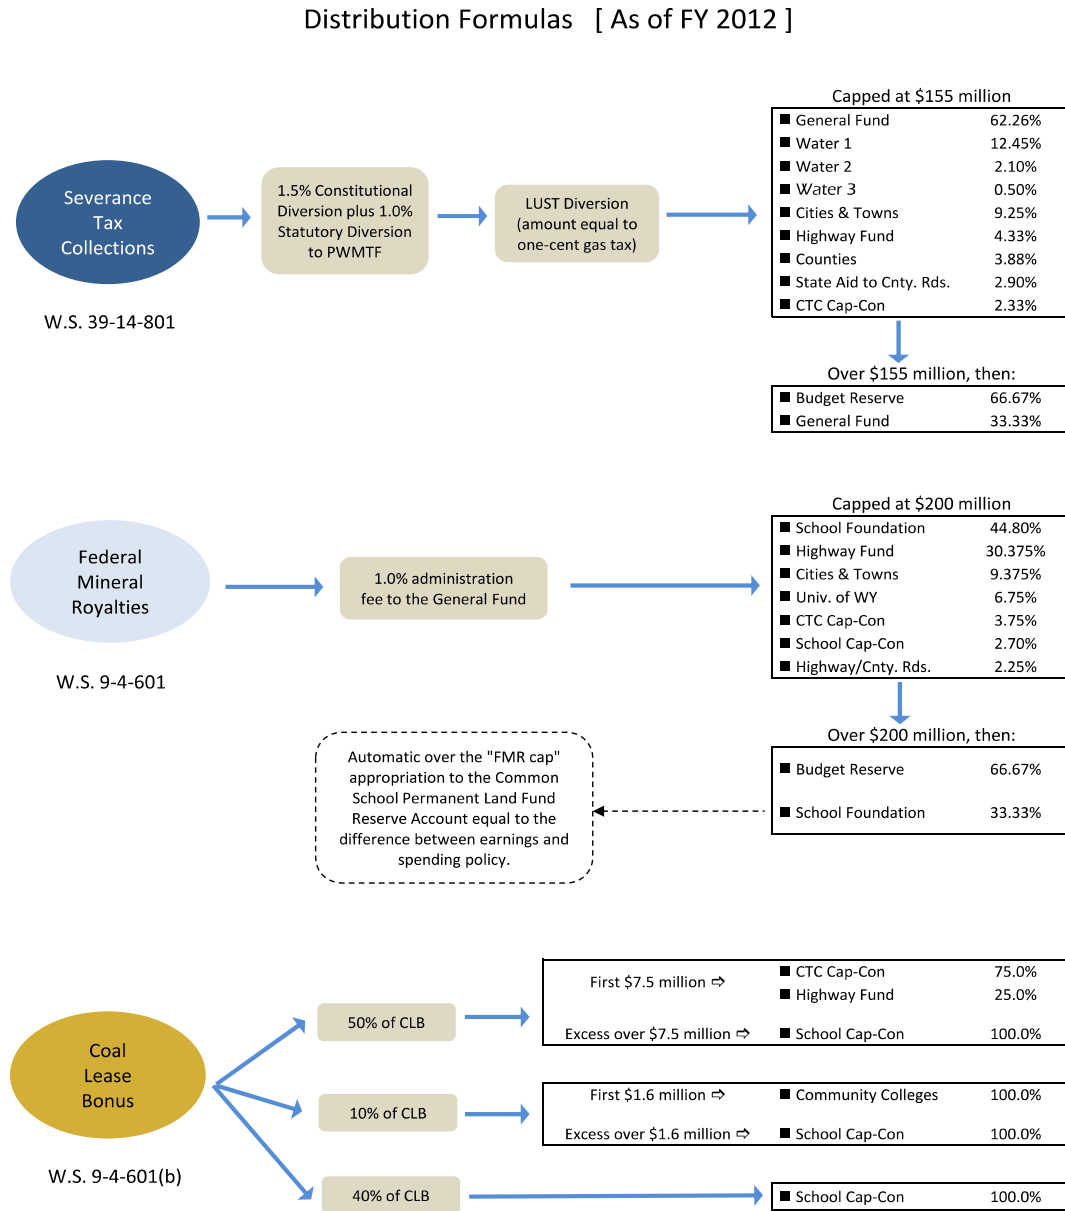 Distribution Formulas [ As of FY 2012 ]
Severance
Tax
Collections
W.S. 39-14-801
1.5% Constitutional
Diversion plus 1.0%
Statutory Diversion
to PWMTF
LUST Diversion
(amount equal to
one-cent gas tax)
Capped at $155 million
■ General Fund 62.26%
■ Water 1 12.45%
■ Water 2 2.10%
■ Water 3 0.50%
■ Cities & Towns 9.25%
■ Highway Fund 4.33%
■ Counties 3.88%
■ State Aid to Cnty. Rds. 2.90%
■ CTC Cap-Con 2.33%
Over $155 million, then:
■ Budget Reserve 66.67%
■ General Fund 33.33%
Federal
Mineral
Royalties
W.S. 9-4-601
1.0% administration
fee to the General Fund
Capped at $200 million
■ School Foundation 44.80%
■ Highway Fund 30.375%
■ Cities & Towns 9.375%
■ Univ. of WY 6.75%
■ CTC Cap-Con 3.75%
■ School Cap-Con 2.70%
■ Highway/Cnty. Rds. 2.25%
Over $200 million, then:
■ Budget Reserve 66.67%
■ School Foundation 33.33%
Automatic over the "FMR cap"
appropriation to the Common
School Permanent Land Fund
Reserve Account equal to the
difference between earnings and
spending policy.
Coal
Lease
Bonus
W.S. 9-4-601(b)
50% of CLB
First $7.5 million ⇨ ■ CTC Cap-Con 75.0%
■ Highway Fund 25.0%
Excess over $7.5 million ⇨ ■ School Cap-Con 100.0%
10% of CLB
First $1.6 million ⇨ ■ Community Colleges 100.0%
Excess over $1.6 million ⇨ ■ School Cap-Con 100.0%
40% of CLB
■ School Cap-Con 100.0%